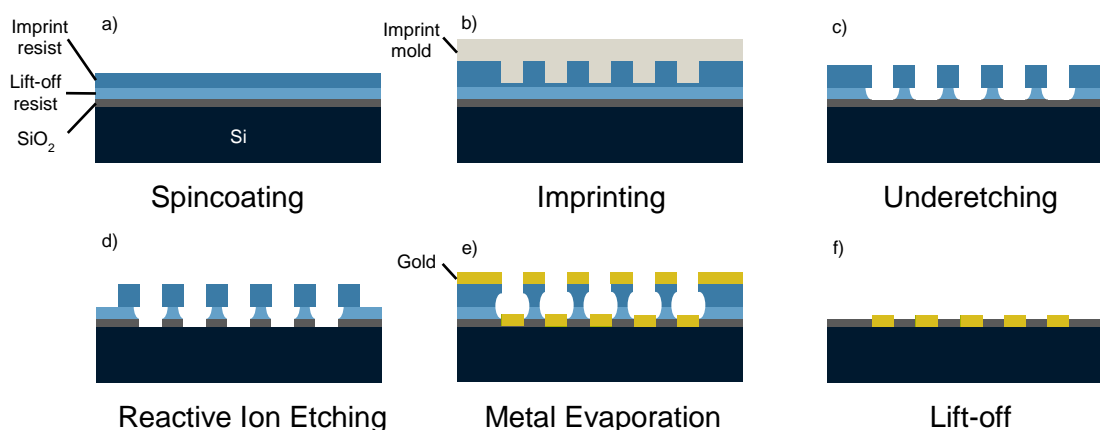 a)
Imprint
resist
Lift-off
resist
SiO₂
Si
Spincoating
b)
Imprint
mold
Imprinting
c)
Underetching
d)
Reactive Ion Etching
e)
Gold
Metal Evaporation
f)
Lift-off